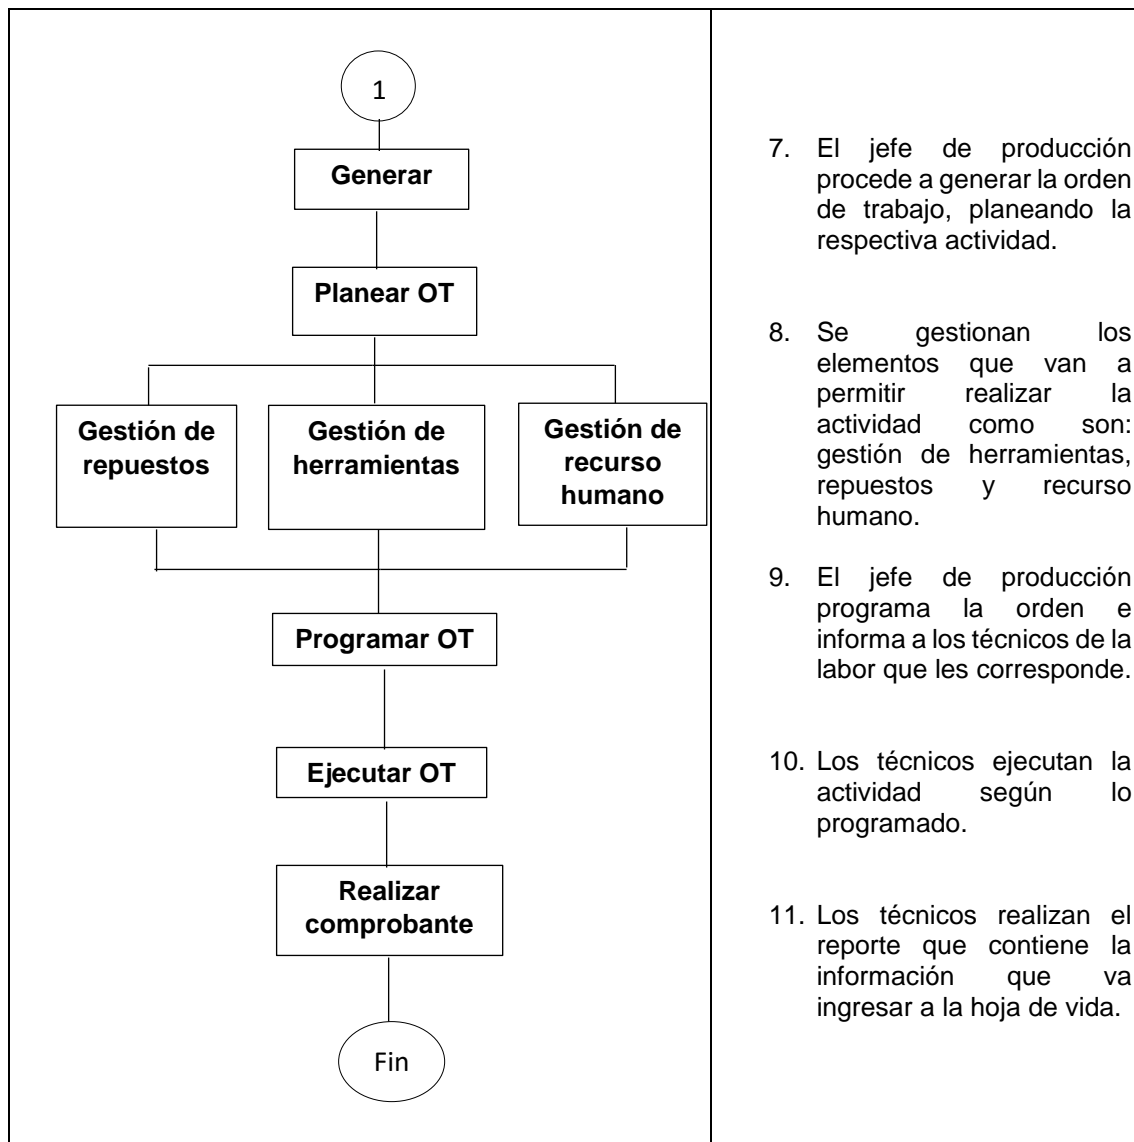 1
Generar
Planear OT
Gestión de
repuestos
Gestión de
herramientas
Gestión de
recurso
humano
Programar OT
Ejecutar OT
Realizar
comprobante
Fin
7. El jefe de producción
procede a generar la orden
de trabajo, planeando la
respectiva actividad.
8. Se gestionan los
elementos que van a
permitir realizar la
actividad como son:
gestión de herramientas,
repuestos y recurso
humano.
9. El jefe de producción
programa la orden e
informa a los técnicos de la
labor que les corresponde.
10. Los técnicos ejecutan la
actividad según lo
programado.
11. Los técnicos realizan el
reporte que contiene la
información que va
ingresar a la hoja de vida.